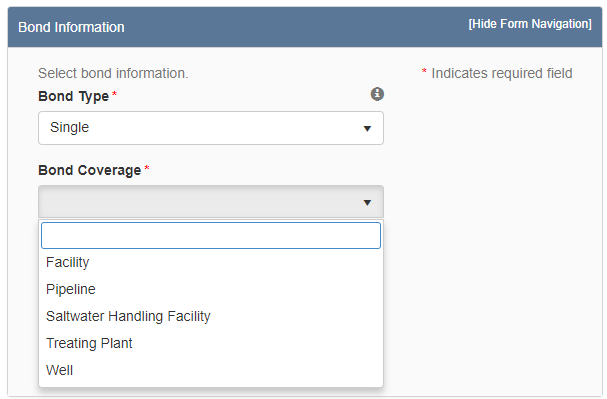 Bond Information
[Hide Form Navigation]
Select bond information.
* Indicates required field
Bond Type*
Single
Bond Coverage*
Facility
Pipeline
Saltwater Handling Facility
Treating Plant
Well